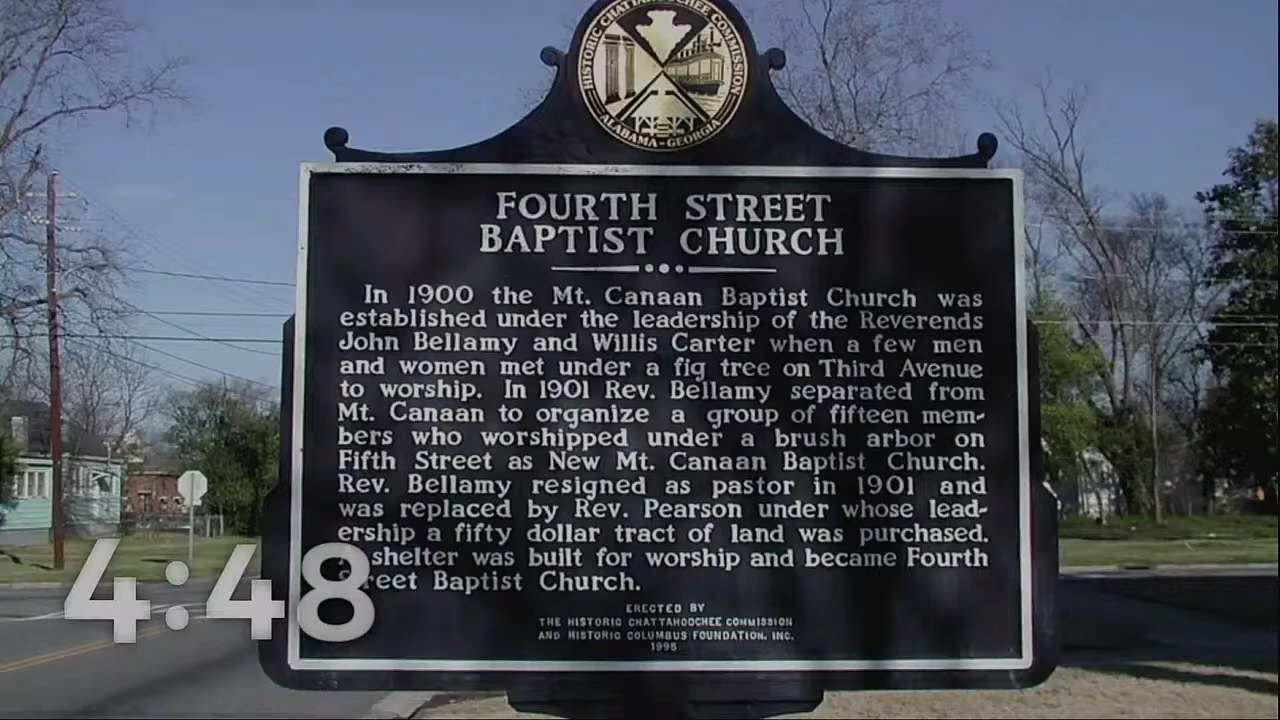 HISTORIC CHATTAHOOCHEE COMMISSION
ALABAMA-GEORGIA
FOURTH STREET
BAPTIST CHURCH
In 1900 the Mt. Canaan Baptist Church was
established under the leadership of the Reverends
John Bellamy and Willis Carter when a few men
and women met under a fig tree on Third Avenue
to worship. In 1901 Rev. Bellamy separated from
Mt. Canaan to organize a group of fifteen mem-
bers who worshipped under a brush arbor on
Fifth Street as New Mt. Canaan Baptist Church.
Rev. Bellamy resigned as pastor in 1901 and
was replaced by Rev. Pearson under whose lead-
ership a fifty dollar tract of land was purchased.
A shelter was built for worship and became Fourth
Street Baptist Church.
ERECTED BY
THE HISTORIC CHATTAHOOCHEE COMMISSION
AND HISTORIC COLUMBUS FOUNDATION, INC.
1995
4:48